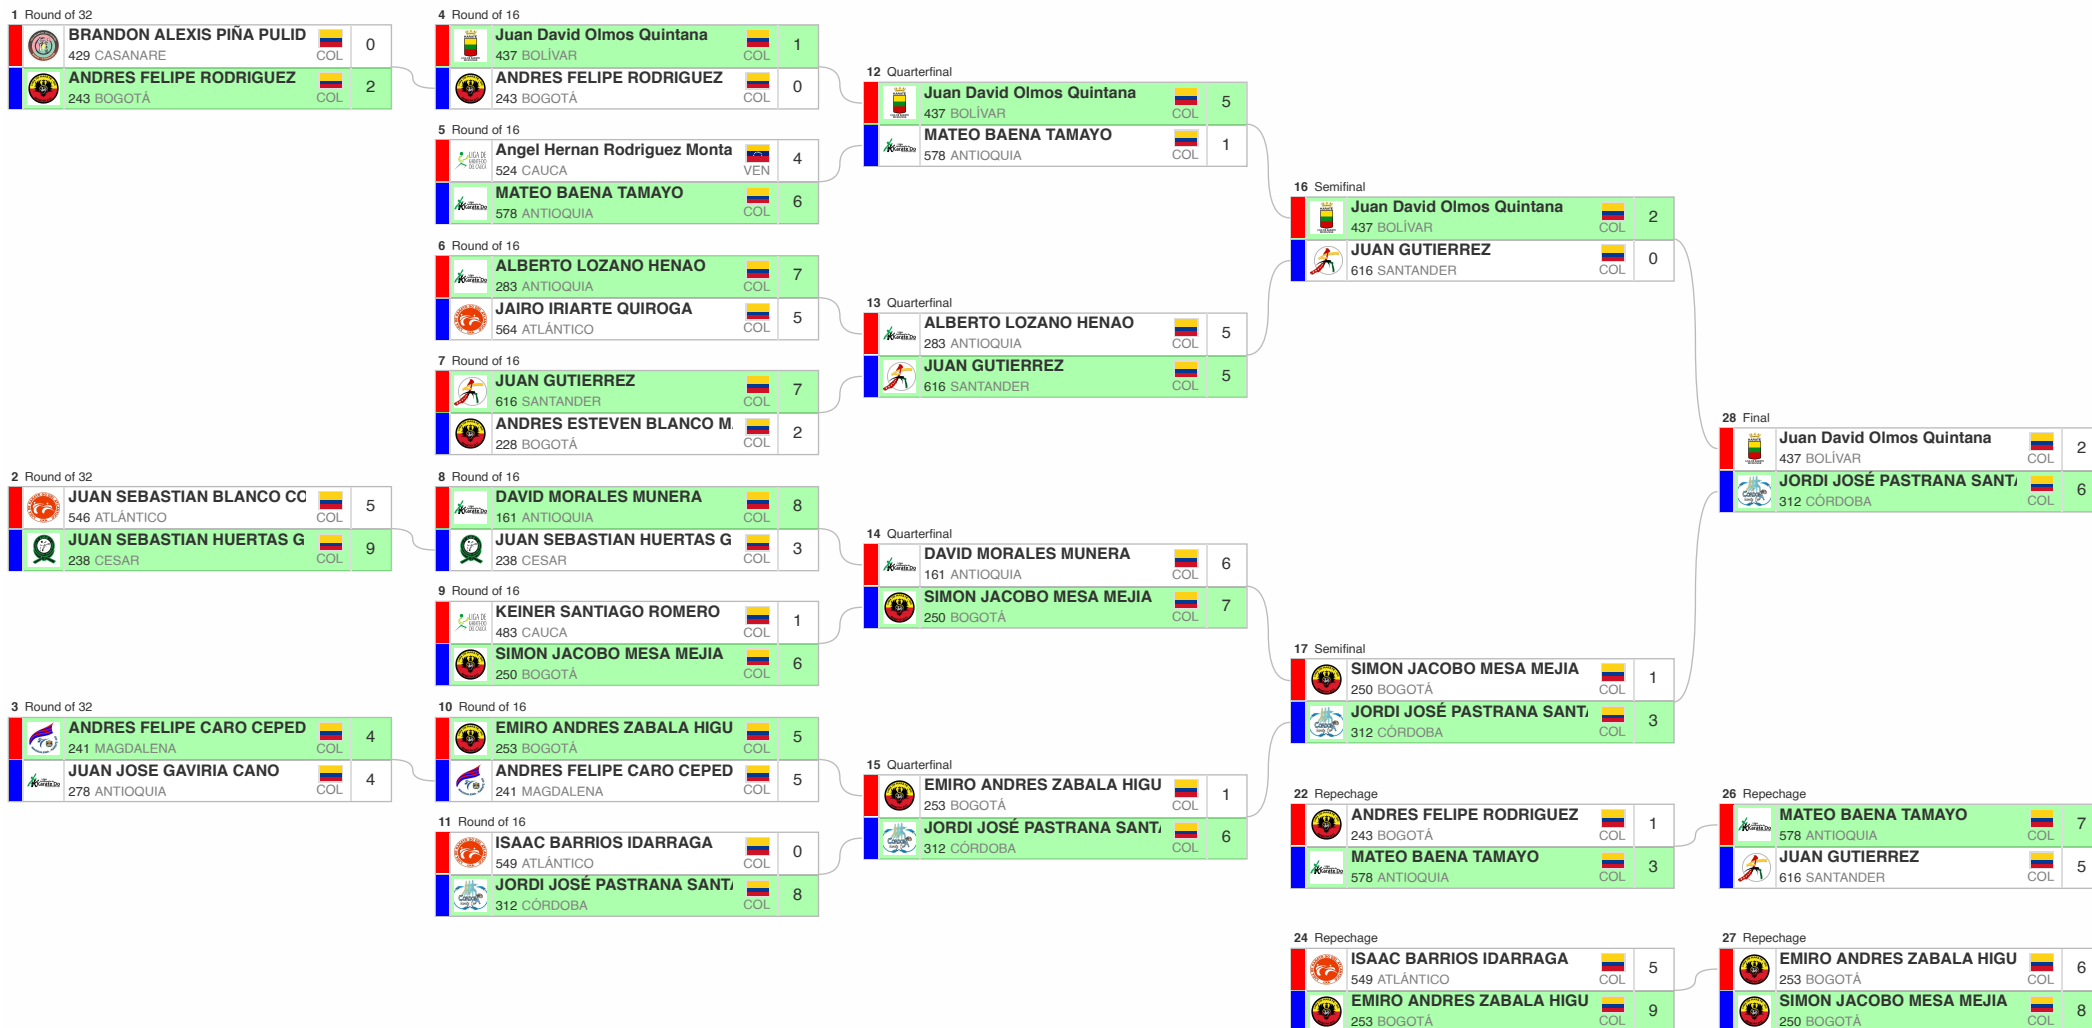 1 Round of 32
BRANDON ALEXIS PIÑA PULID
429 CASANARE
COL
0
ANDRES FELIPE RODRIGUEZ
243 BOGOTÁ
COL
2
2 Round of 32
JUAN SEBASTIAN BLANCO CO
546 ATLÁNTICO
COL
5
JUAN SEBASTIAN HUERTAS G
238 CESAR
COL
9
3 Round of 32
ANDRES FELIPE CARO CEPED
241 MAGDALENA
COL
4
JUAN JOSE GAVIRIA CANO
278 ANTIOQUIA
COL
4
4 Round of 16
Juan David Olmos Quintana
437 BOLÍVAR
COL
1
ANDRES FELIPE RODRIGUEZ
243 BOGOTÁ
COL
0
5 Round of 16
Angel Hernan Rodriguez Monta
524 CAUCA
VEN
4
MATEO BAENA TAMAYO
578 ANTIOQUIA
COL
6
6 Round of 16
ALBERTO LOZANO HENAO
283 ANTIOQUIA
COL
7
JAIRO IRIARTE QUIROGA
564 ATLÁNTICO
COL
5
7 Round of 16
JUAN GUTIERREZ
616 SANTANDER
COL
7
ANDRES ESTEVEN BLANCO M
228 BOGOTÁ
COL
2
8 Round of 16
DAVID MORALES MUNERA
161 ANTIOQUIA
COL
8
JUAN SEBASTIAN HUERTAS G
238 CESAR
COL
3
9 Round of 16
KEINER SANTIAGO ROMERO
483 CAUCA
COL
1
SIMON JACOBO MESA MEJIA
250 BOGOTÁ
COL
6
10 Round of 16
EMIRO ANDRES ZABALA HIGU
253 BOGOTÁ
COL
5
ANDRES FELIPE CARO CEPED
241 MAGDALENA
COL
5
11 Round of 16
ISAAC BARRIOS IDARRAGA
549 ATLÁNTICO
COL
0
JORDI JOSÉ PASTRANA SANT
312 CÓRDOBA
COL
8
12 Quarterfinal
Juan David Olmos Quintana
437 BOLÍVAR
COL
5
MATEO BAENA TAMAYO
578 ANTIOQUIA
COL
1
13 Quarterfinal
ALBERTO LOZANO HENAO
283 ANTIOQUIA
COL
5
JUAN GUTIERREZ
616 SANTANDER
COL
5
14 Quarterfinal
DAVID MORALES MUNERA
161 ANTIOQUIA
COL
6
SIMON JACOBO MESA MEJIA
250 BOGOTÁ
COL
7
15 Quarterfinal
EMIRO ANDRES ZABALA HIGU
253 BOGOTÁ
COL
1
JORDI JOSÉ PASTRANA SANT
312 CÓRDOBA
COL
6
16 Semifinal
Juan David Olmos Quintana
437 BOLÍVAR
COL
2
JUAN GUTIERREZ
616 SANTANDER
COL
0
17 Semifinal
SIMON JACOBO MESA MEJIA
250 BOGOTÁ
COL
1
JORDI JOSÉ PASTRANA SANT
312 CÓRDOBA
COL
3
22 Repechage
ANDRES FELIPE RODRIGUEZ
243 BOGOTÁ
COL
1
MATEO BAENA TAMAYO
578 ANTIOQUIA
COL
3
24 Repechage
ISAAC BARRIOS IDARRAGA
549 ATLÁNTICO
COL
5
EMIRO ANDRES ZABALA HIGU
253 BOGOTÁ
COL
9
28 Final
Juan David Olmos Quintana
437 BOLÍVAR
COL
2
JORDI JOSÉ PASTRANA SANT
312 CÓRDOBA
COL
6
26 Repechage
MATEO BAENA TAMAYO
578 ANTIOQUIA
COL
7
JUAN GUTIERREZ
616 SANTANDER
COL
5
27 Repechage
EMIRO ANDRES ZABALA HIGU
253 BOGOTÁ
COL
6
SIMON JACOBO MESA MEJIA
250 BOGOTÁ
COL
8